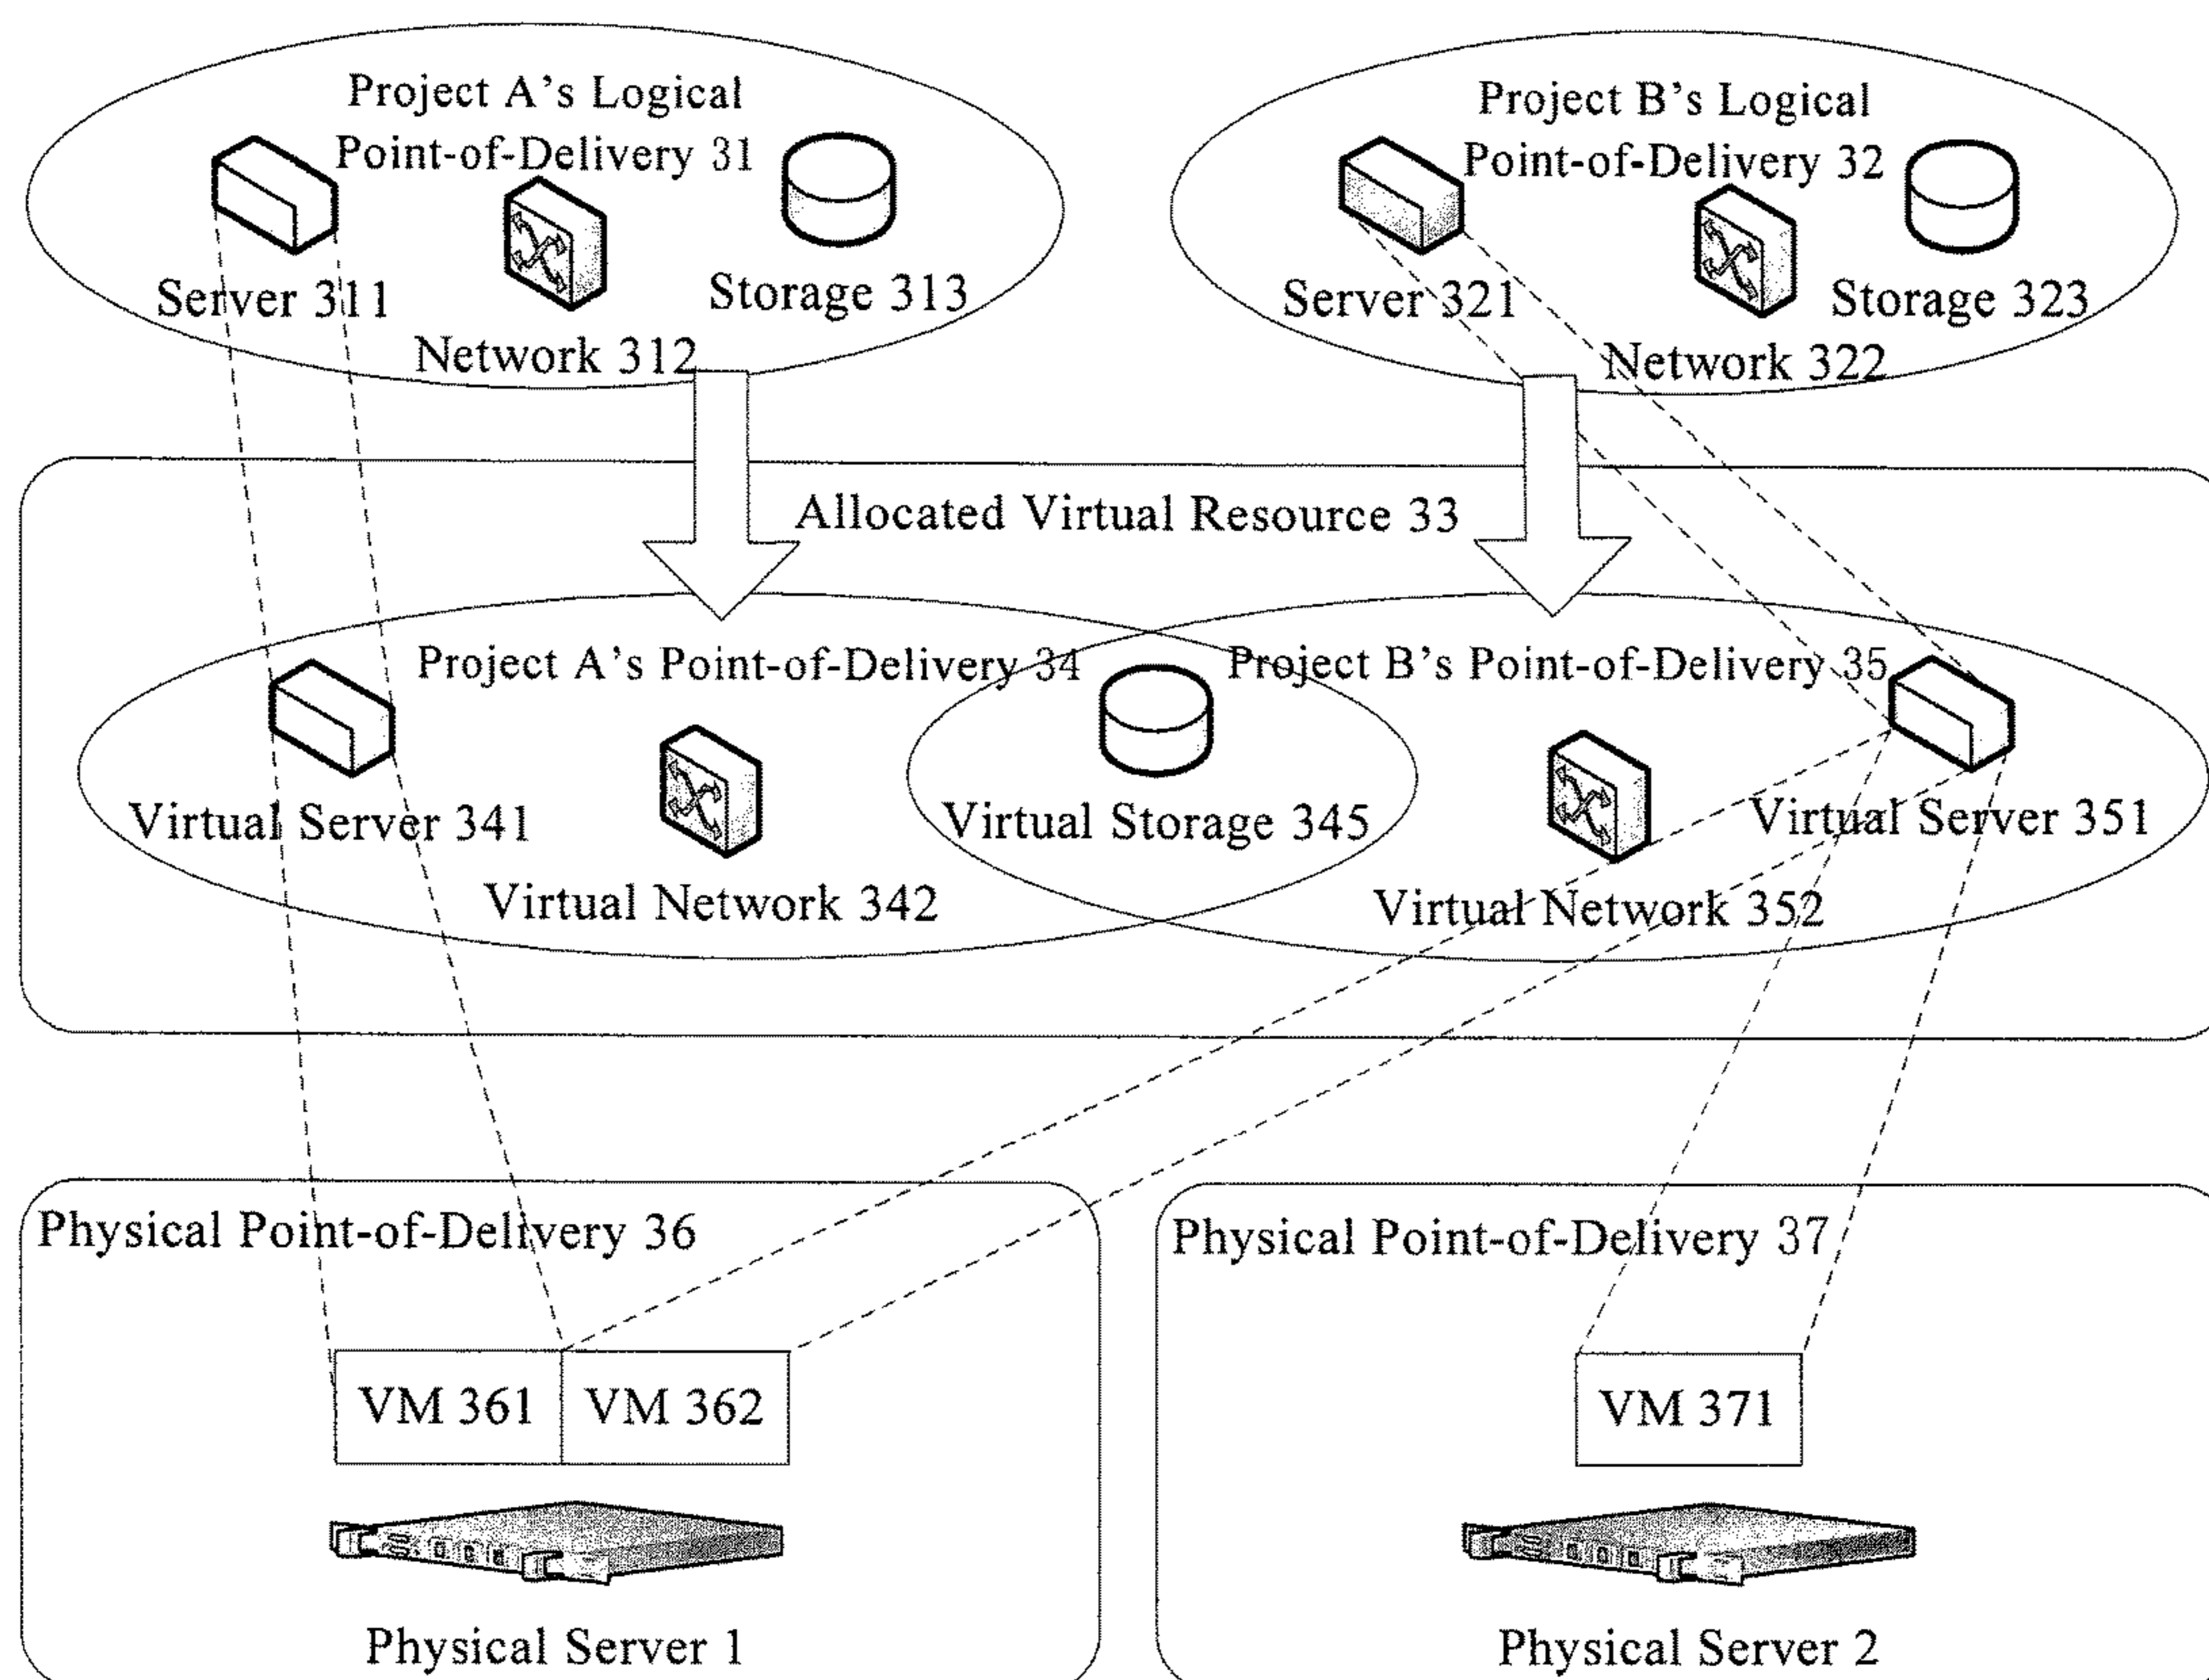 Project A's Logical
Point-of-Delivery 31
Server 311
Network 312
Storage 313
Project B's Logical
Point-of-Delivery 32
Server 321
Network 322
Storage 323
Allocated Virtual Resource 33
Project A's Point-of-Delivery 34
Project B's Point-of-Delivery 35
Virtual Server 341
Virtual Network 342
Virtual Storage 345
Virtual Network 352
Virtual Server 351
Physical Point-of-Delivery 36
VM 361
VM 362
Physical Server 1
Physical Point-of-Delivery 37
VM 371
Physical Server 2